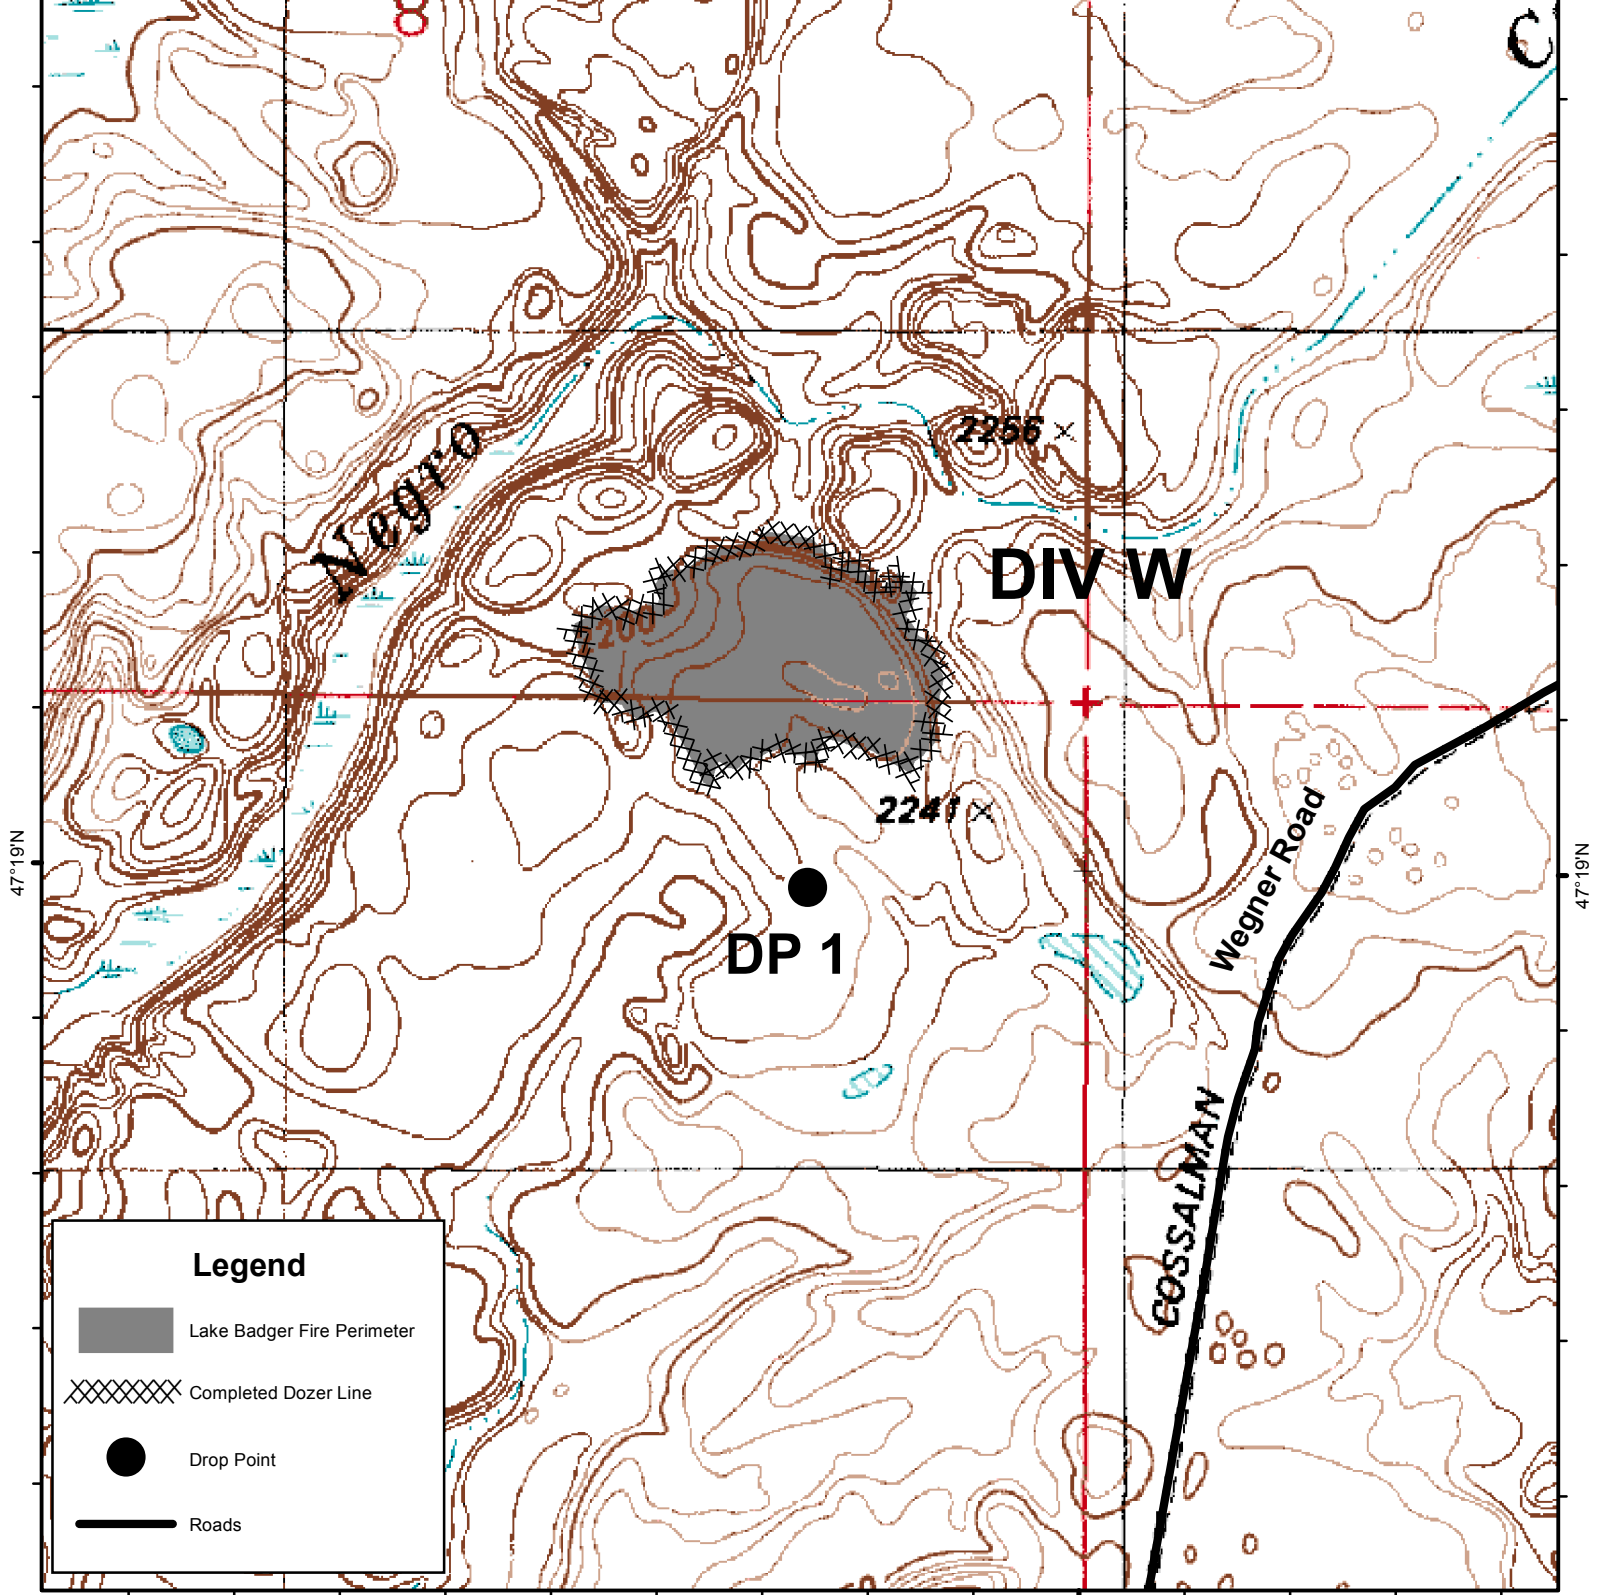 C
Negro
2256
DIV W
2200
2241
Wegner Road
47°19'N
47°19'N
DP 1
COSSALMAN
Legend
Lake Badger Fire Perimeter
Completed Dozer Line
Drop Point
Roads